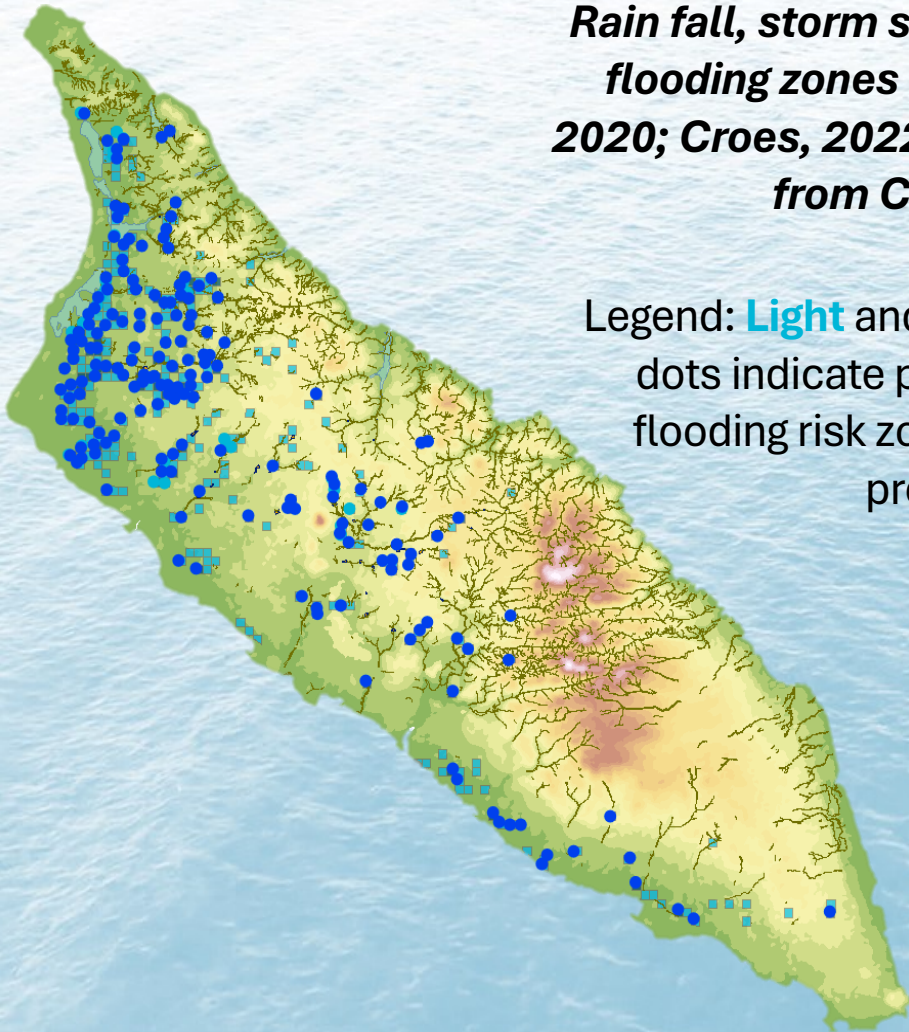 Rain fall, storm s
flooding zones
2020; Croes, 2022
from C
Legend: Light and
dots indicate p
flooding risk zo
pro